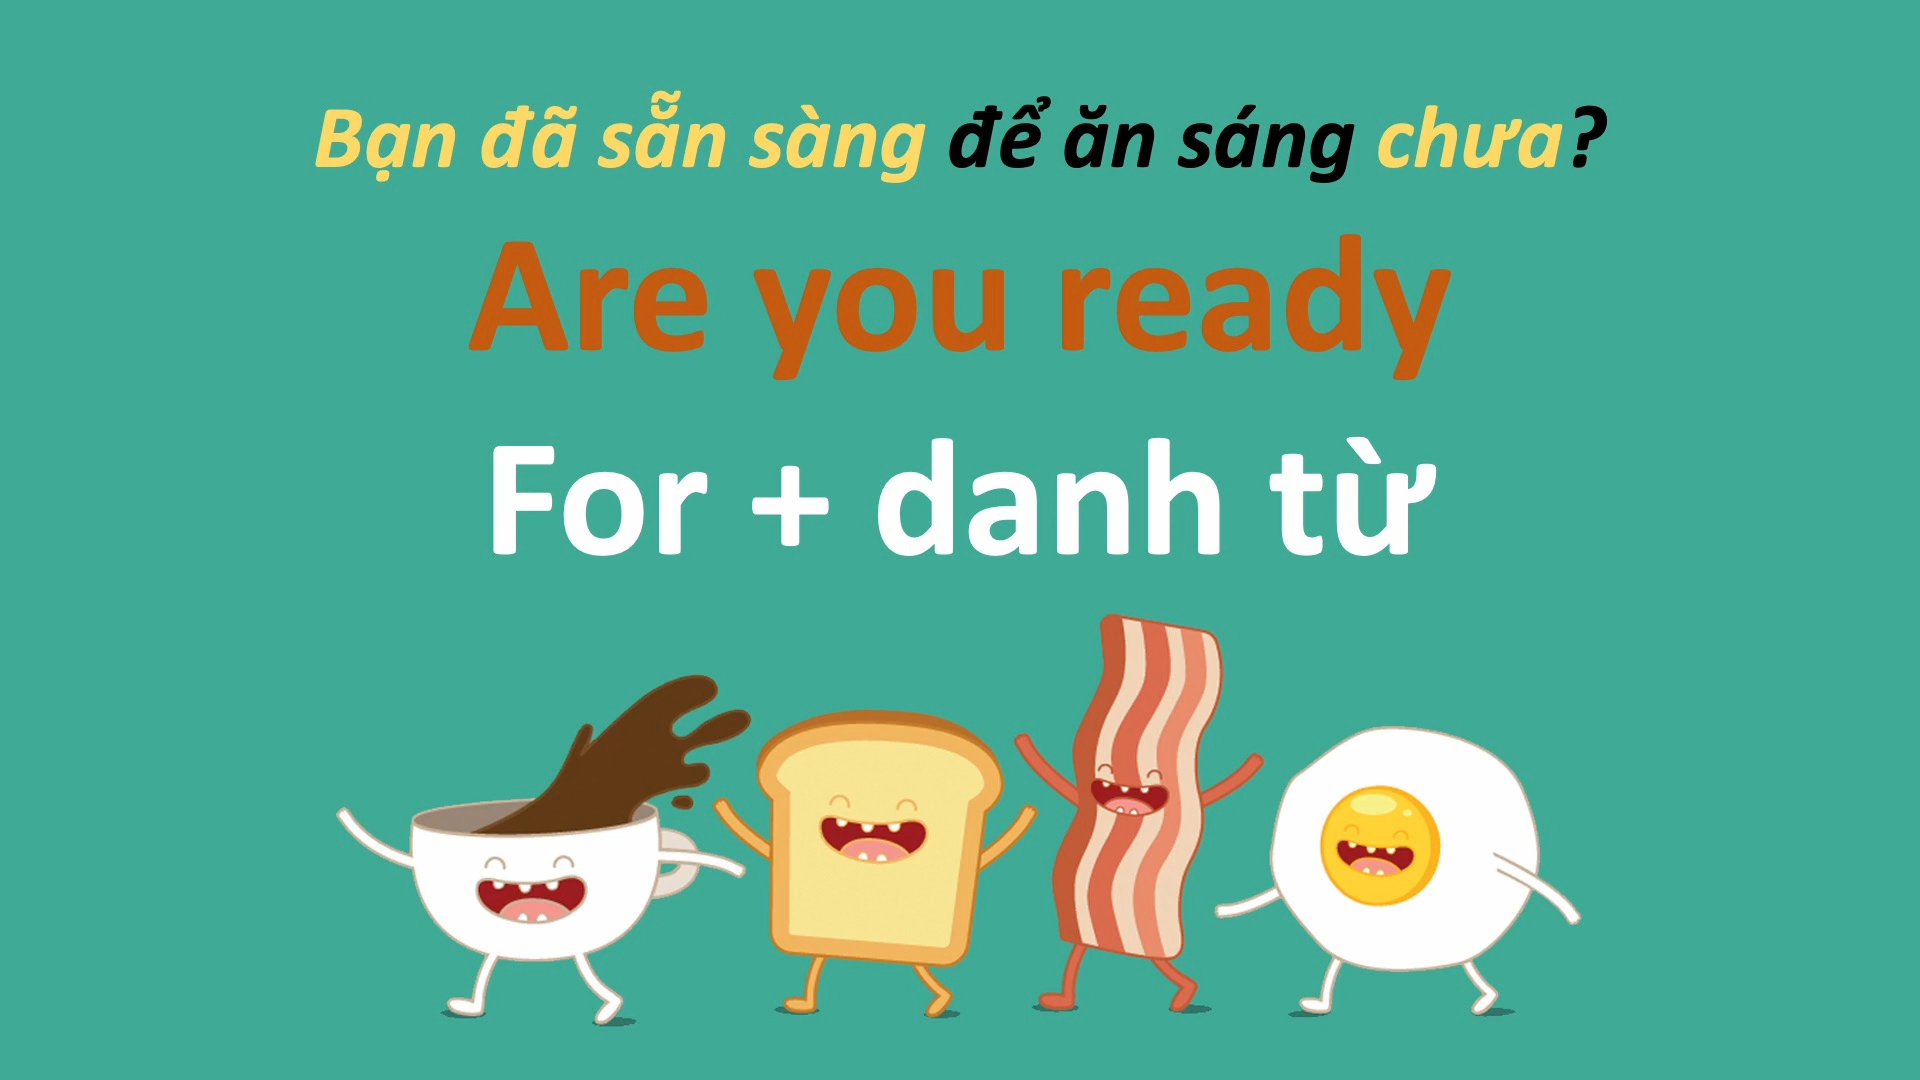 Bạn đã sẵn sàng để ăn sáng chưa?
Are you ready
For + danh từ